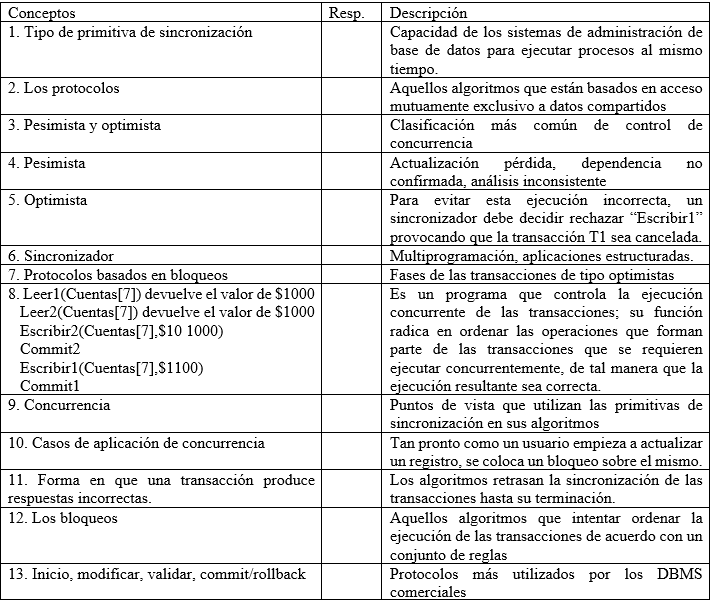 Conceptos Resp. Descripción
1. Tipo de primitiva de sincronización Capacidad de los sistemas de administración de
base de datos para ejecutar procesos al mismo
tiempo.
2. Los protocolos Aquellos algoritmos que están basados en acceso
mutuamente exclusivo a datos compartidos
3. Pesimista y optimista Clasificación más común de control de
concurrencia
4. Pesimista Actualización pérdida, dependencia no
confirmada, análisis inconsistente
5. Optimista Para evitar esta ejecución incorrecta, un
sincronizador debe decidir rechazar “Escribir1”
provocando que la transacción T1 sea cancelada.
6. Sincronizador Multiprogramación, aplicaciones estructuradas.
7. Protocolos basados en bloqueos Fases de las transacciones de tipo optimistas
8. Leer1(Cuentas[7]) devuelve el valor de $1000 Es un programa que controla la ejecución
Leer2(Cuentas[7]) devuelve el valor de $1000 concurrente de las transacciones; su función
Escribir2(Cuentas[7],$10 1000) radica en ordenar las operaciones que forman
Commit2 parte de las transacciones que se requieren
Escribir1(Cuentas[7],$1100) ejecutar concurrentemente, de tal manera que la
Commit1 ejecución resultante sea correcta.
9. Concurrencia Puntos de vista que utilizan las primitivas de
sincronización en sus algoritmos
10. Casos de aplicación de concurrencia Tan pronto como un usuario empieza a actualizar
un registro, se coloca un bloqueo sobre el mismo.
11. Forma en que una transacción produce Los algoritmos retrasan la sincronización de las
respuestas incorrectas. transacciones hasta su terminación.
12. Los bloqueos Aquellos algoritmos que intentar ordenar la
ejecución de las transacciones de acuerdo con un
conjunto de reglas
13. Inicio, modificar, validar, commit/rollback Protocolos más utilizados por los DBMS
comerciales